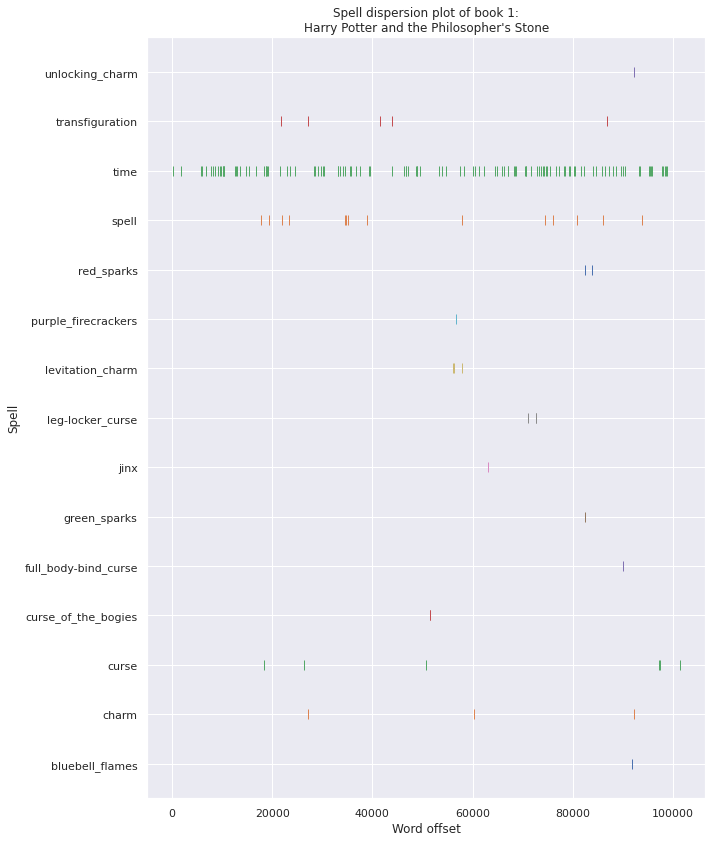 Spell dispersion plot of book 1:
Harry Potter and the Philosopher's Stone
unlocking_charm
transfiguration
time
spell
red_sparks
purple_firecrackers
levitation_charm
leg-locker_curse
jinx
green_sparks
full_body-bind_curse
curse_of_the_bogies
curse
charm
bluebell_flames
Spell
0 20000 40000 60000 80000 100000
Word offset